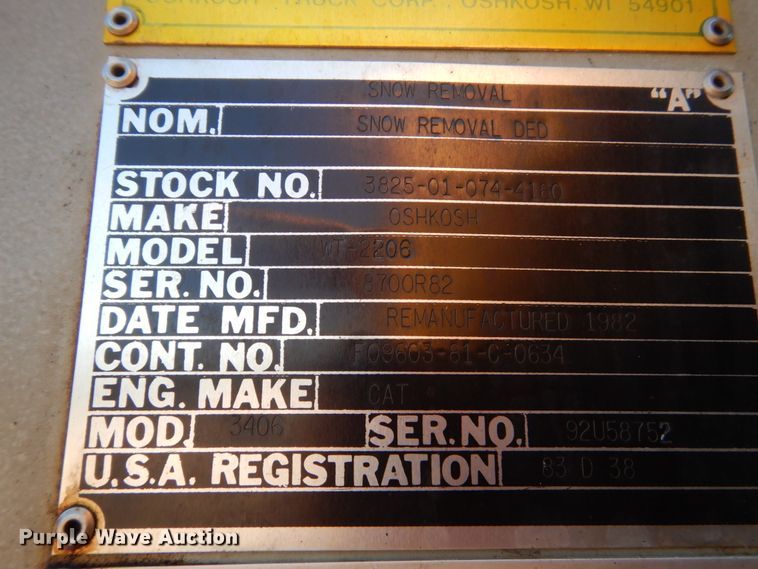 OSHKOSH TRUCK CORP., OSHKOSH, WI 54901
SNOW REMOVAL "A"
NOM. SNOW REMOVAL DED
STOCK NO. 3825-01-074-4160
MAKE OSHKOSH
MODEL WT-2206
SER. NO. 8700R82
DATE MFD. REMANUFACTURED 1982
CONT. NO. F09603-81-C-0634
ENG. MAKE CAT
MOD. 3406 SER. NO. 92U58752
U.S.A. REGISTRATION 83 D 38
Purple Wave Auction